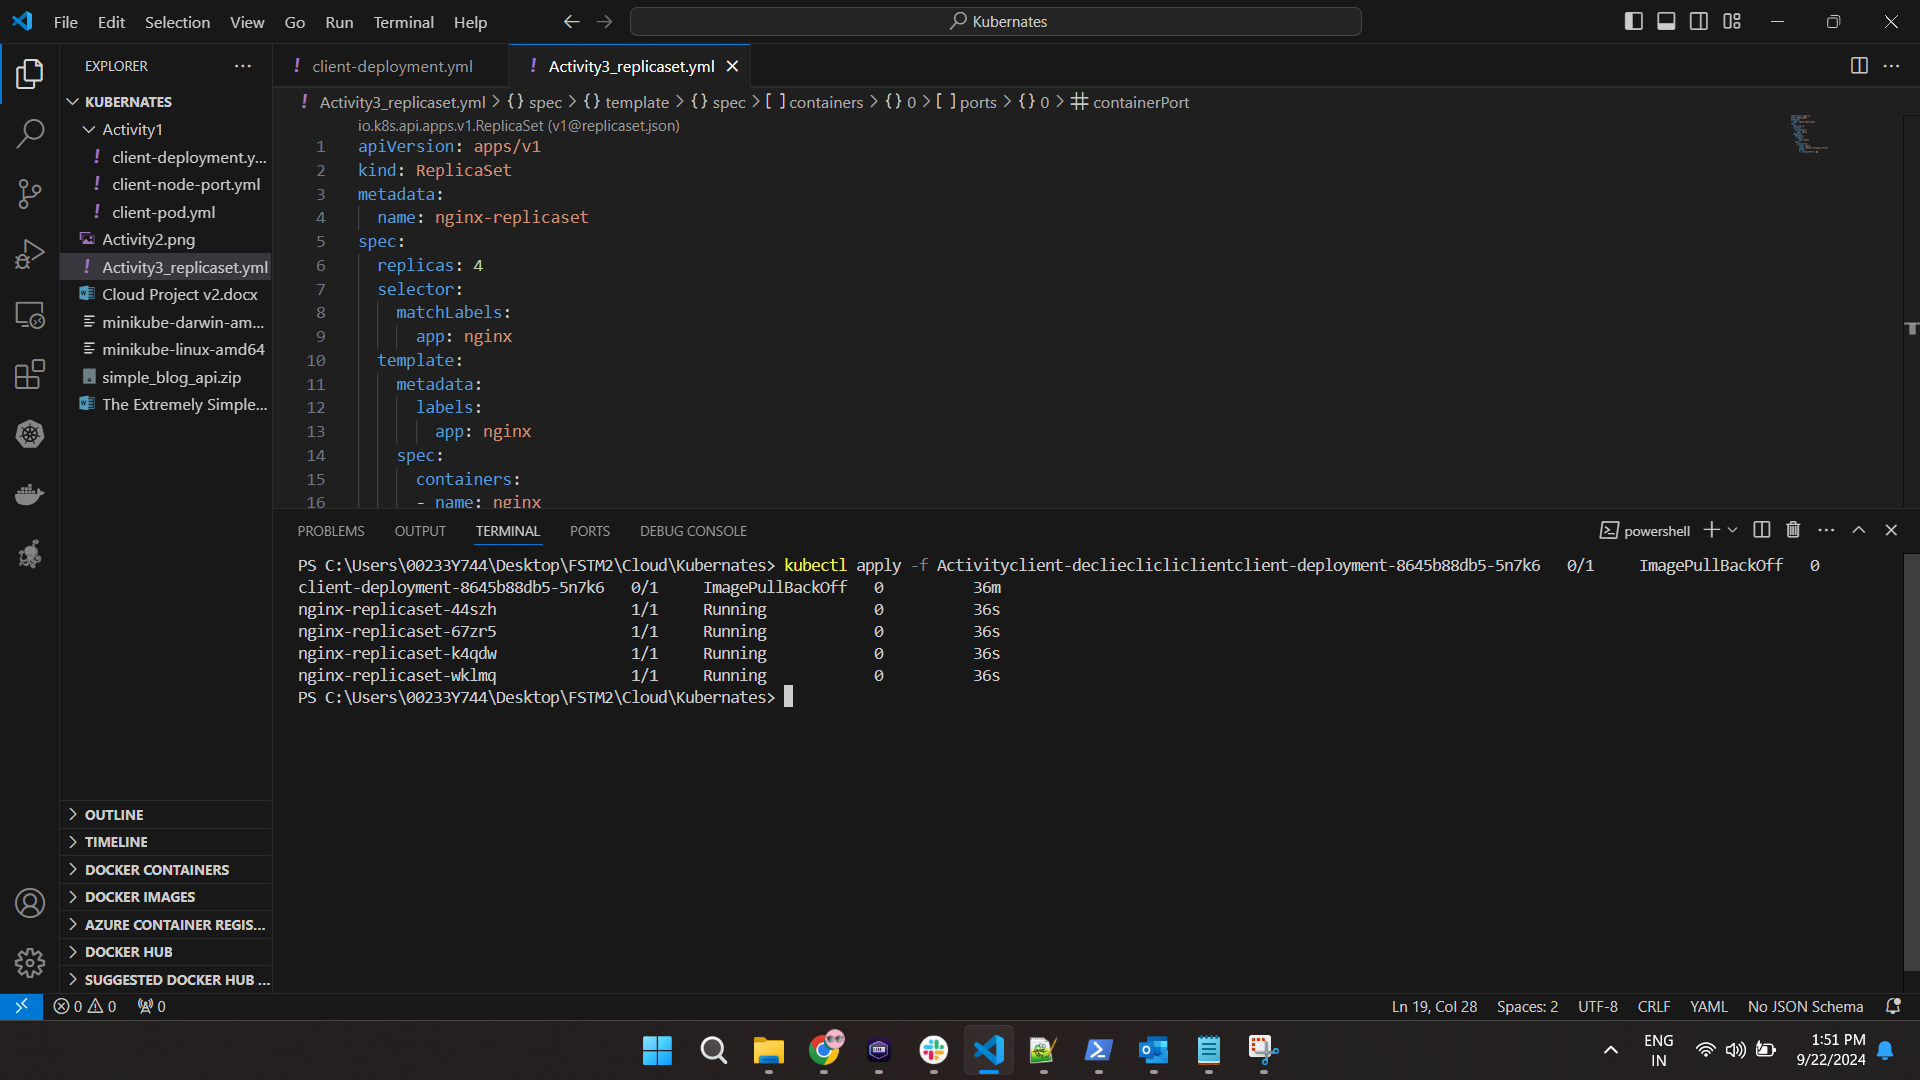 File Edit Selection View Go Run Terminal Help
Kubernates
EXPLORER
KUBERNATES
Activity1
client-deployment.y...
client-node-port.yml
client-pod.yml
Activity2.png
Activity3_replicaset.yml
Cloud Project v2.docx
minikube-darwin-am...
minikube-linux-amd64
simple_blog_api.zip
The Extremely Simple...
OUTLINE
TIMELINE
DOCKER CONTAINERS
DOCKER IMAGES
AZURE CONTAINER REGIS...
DOCKER HUB
SUGGESTED DOCKER HUB ...
! client-deployment.yml ! Activity3_replicaset.yml
! Activity3_replicaset.yml > {} spec > {} template > {} spec > [ ] containers > {} 0 > [ ] ports > {} 0 > # containerPort
io.k8s.api.apps.v1.ReplicaSet (v1@replicaset.json)
1 apiVersion: apps/v1
2 kind: ReplicaSet
3 metadata:
4 name: nginx-replicaset
5 spec:
6 replicas: 4
7 selector:
8 matchLabels:
9 app: nginx
10 template:
11 metadata:
12 labels:
13 app: nginx
14 spec:
15 containers:
16 - name: nginx
PROBLEMS OUTPUT TERMINAL PORTS DEBUG CONSOLE
powershell
PS C:\Users\00233Y744\Desktop\FSTM2\Cloud\Kubernates> kubectl apply -f Activityclient-declieclicliclientclient-deployment-8645b88db5-5n7k6 0/1 ImagePullBackOff 0
client-deployment-8645b88db5-5n7k6 0/1 ImagePullBackOff 0 36m
nginx-replicaset-44szh 1/1 Running 0 36s
nginx-replicaset-67zr5 1/1 Running 0 36s
nginx-replicaset-k4qdw 1/1 Running 0 36s
nginx-replicaset-wklmq 1/1 Running 0 36s
PS C:\Users\00233Y744\Desktop\FSTM2\Cloud\Kubernates>
0 0 0
Ln 19, Col 28 Spaces: 2 UTF-8 CRLF YAML No JSON Schema
ENG
IN
1:51 PM
9/22/2024